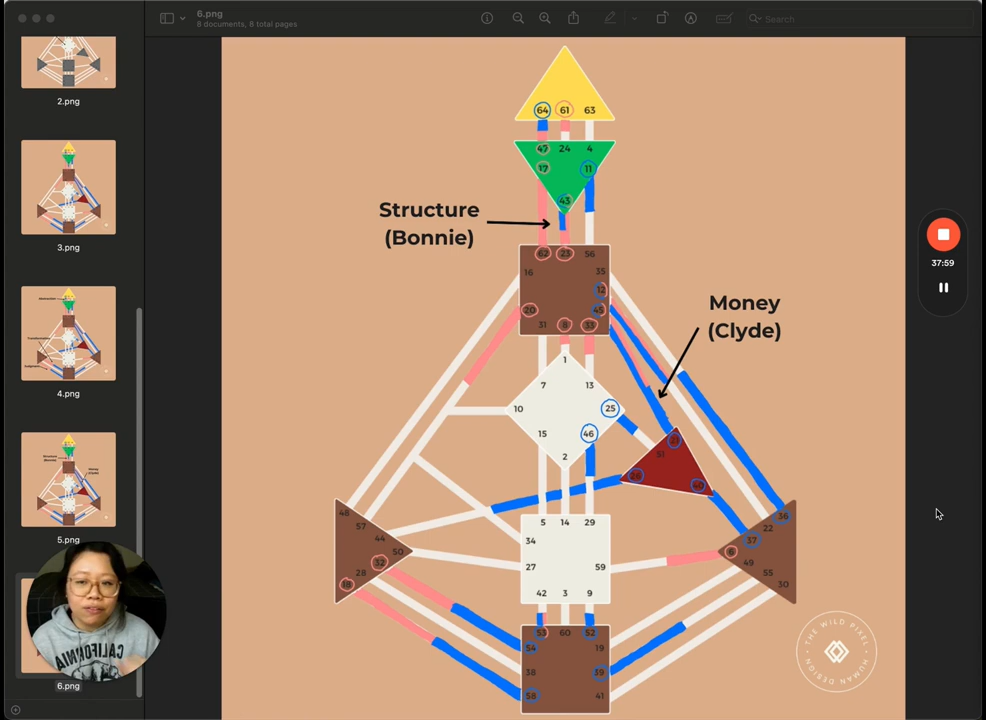 6.png
8 documents, 8 total pages
Search
2.png
3.png
4.png
5.png
6.png
64 61 63
47 24 4
17 11
43
Structure
(Bonnie)
62 23 56
16 35
12
20 45
31 8 33
Money
(Clyde)
1
7 13
10 25
15 46
2
21
51
26 40
48
57
44
50
32
28
18
5 14 29
34
27 59
42 3 9
36
22
37
6
49
55
30
53 60 52
54 19
38 39
58 41
THE WILD PIXEL
HUMAN DESIGN
37:59
CALIFORNIA